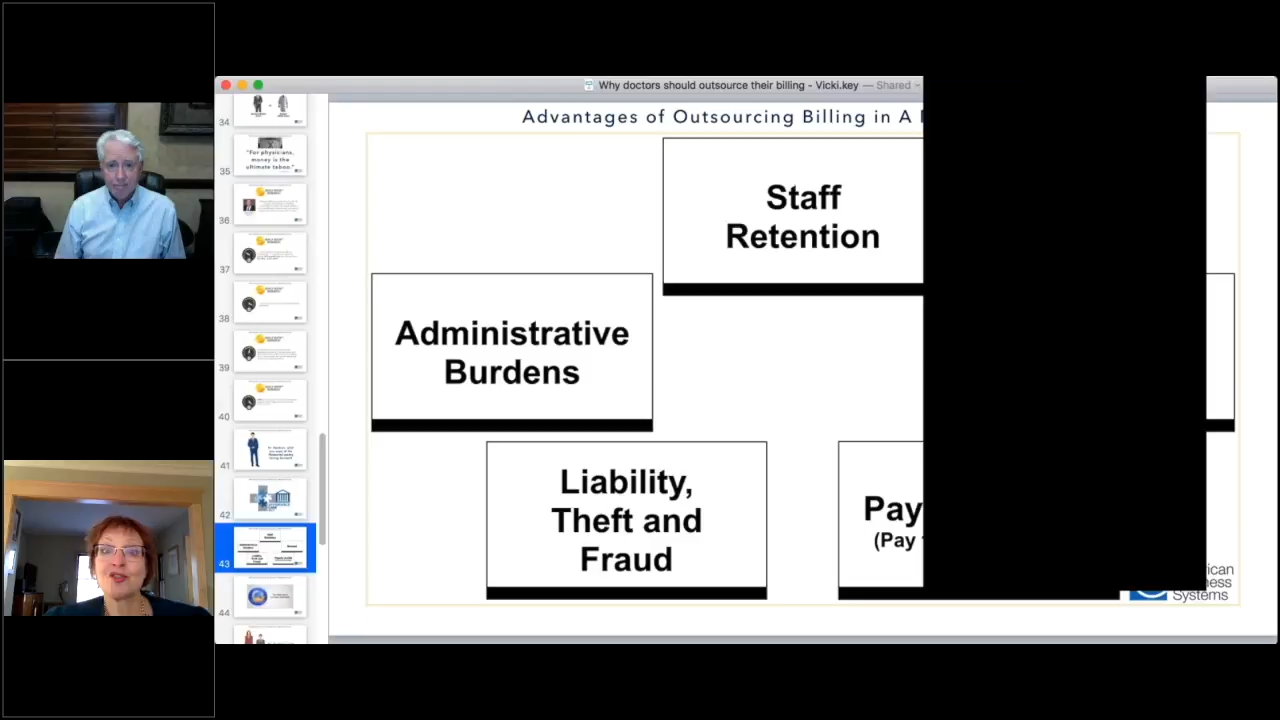 Why doctors should outsource their billing - Vicki.key — Shared
Advantages of Outsourcing Billing in A
Staff
Retention
Administrative
Burdens
Liability,
Theft and
Fraud
Pay
(Pay
ness
Systems
34
35
"For physicians,
money is the
ultimate taboo."
36
37
38
39
40
41
42
43
44